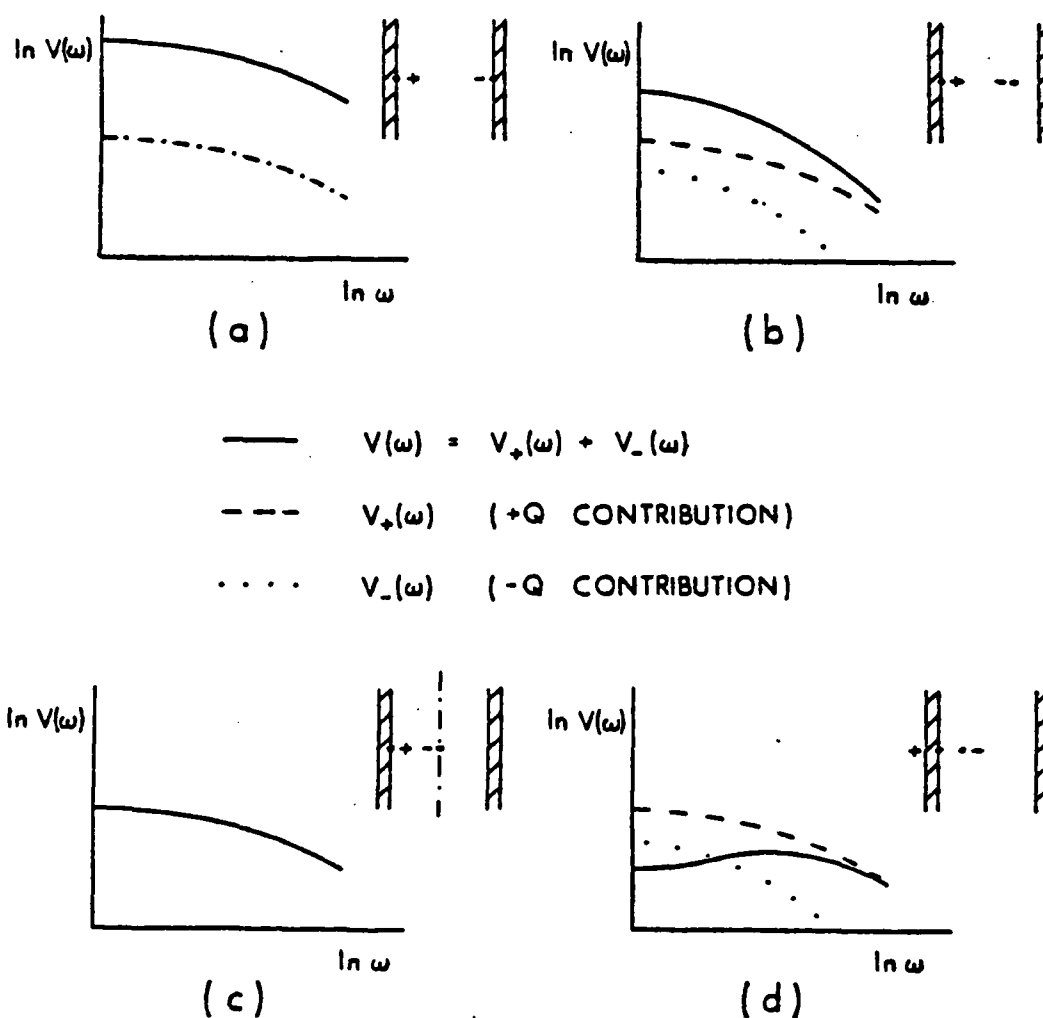 ln V(ω)
+
-
ln ω
(a)
ln V(ω)
+
--
ln ω
(b)
V(ω) = V₊(ω) + V₋(ω)
V₊(ω) (+Q CONTRIBUTION)
V₋(ω) (-Q CONTRIBUTION)
ln V(ω)
+
-
ln ω
(c)
ln V(ω)
+
-
ln ω
(d)